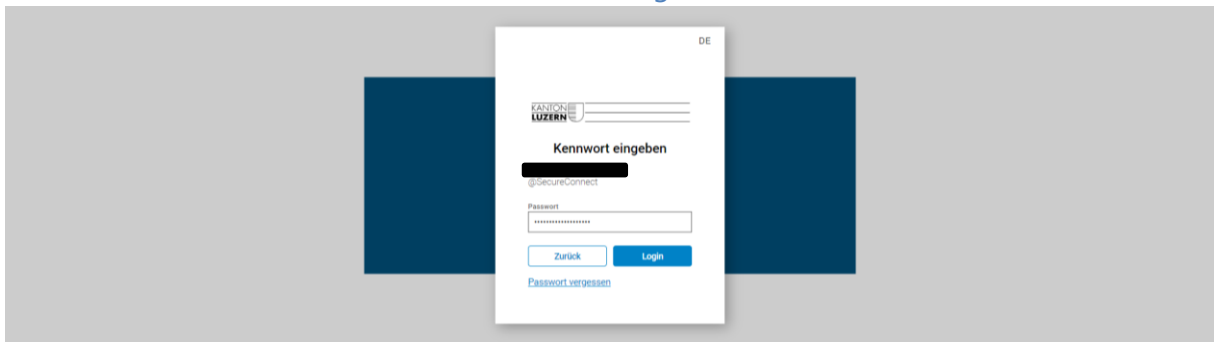 DE
KANTON
LUZERN
Kennwort eingeben
@SecureConnect
Passwort
Zurück
Login
Passwort vergessen